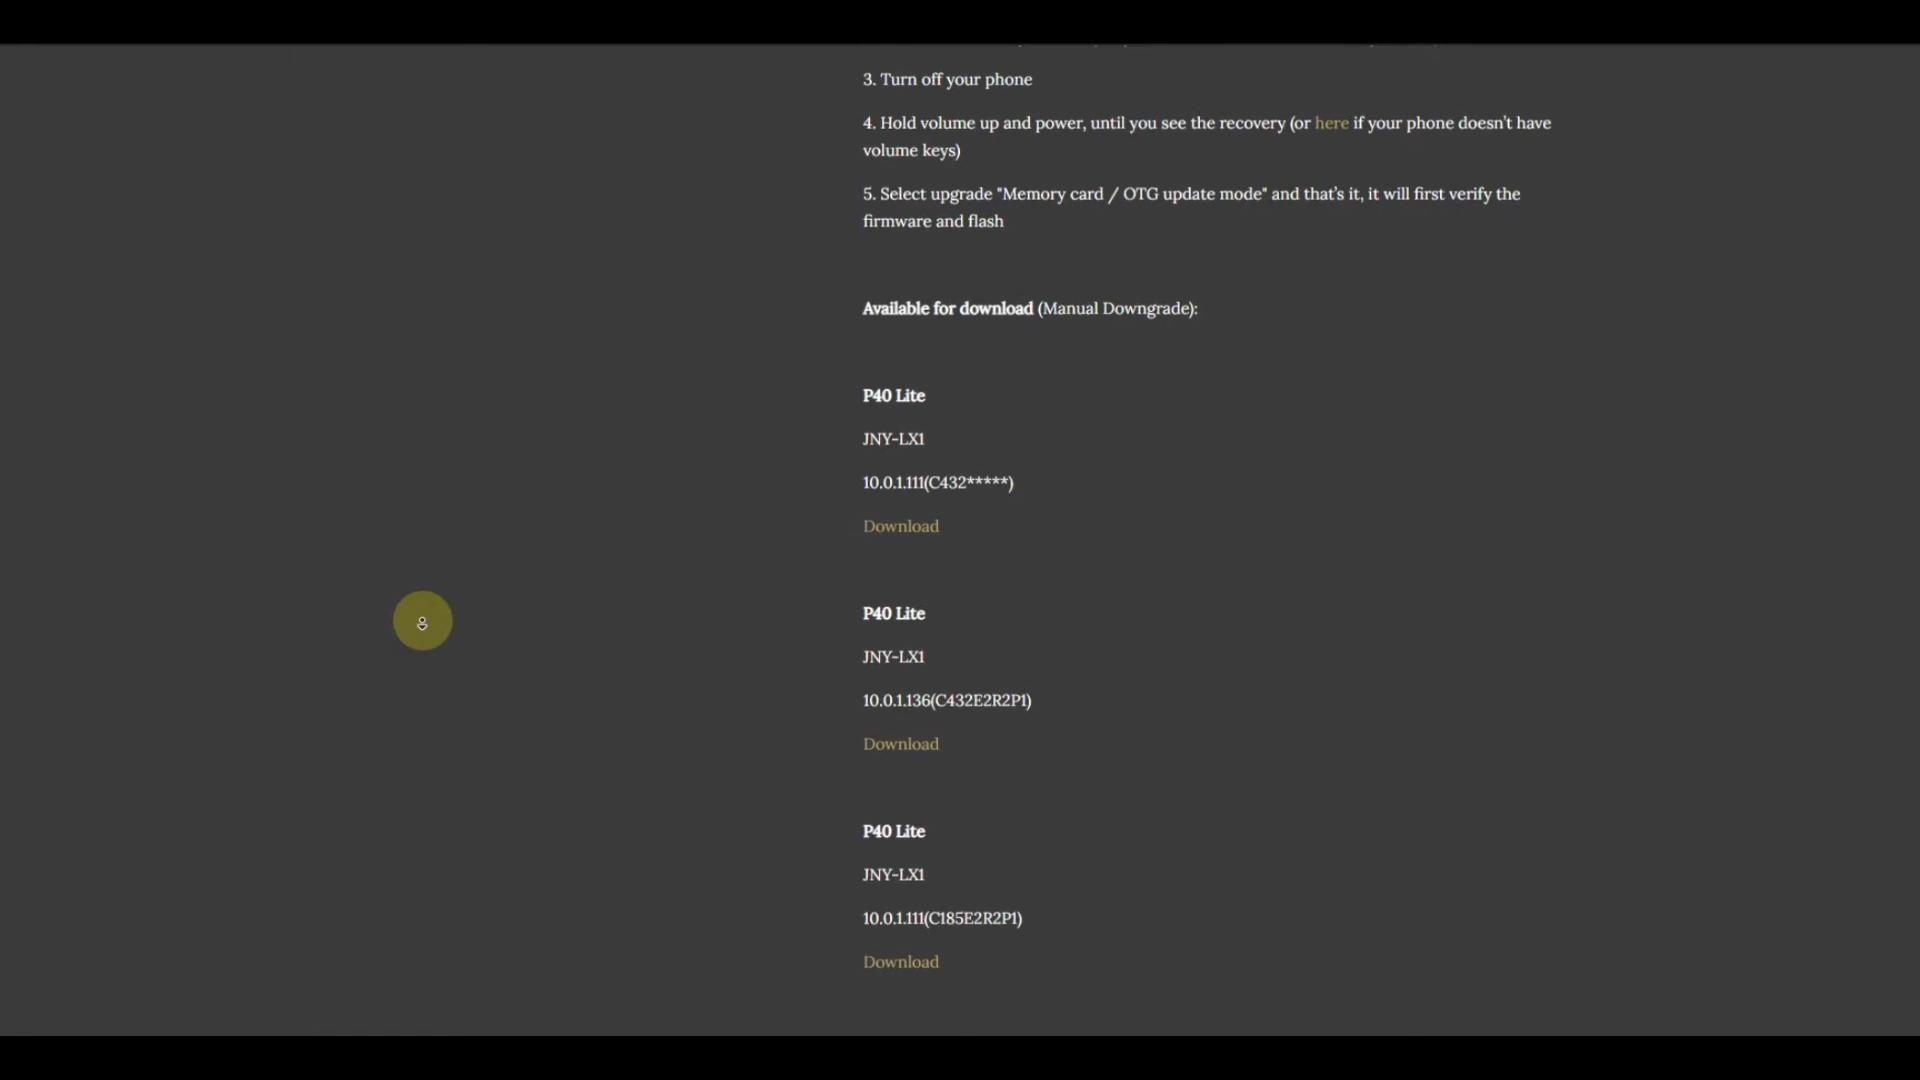 3. Turn off your phone
4. Hold volume up and power, until you see the recovery (or here if your phone doesn't have
volume keys)
5. Select upgrade "Memory card / OTG update mode" and that's it, it will first verify the
firmware and flash
Available for download (Manual Downgrade):
P40 Lite
JNY-LX1
10.0.1.111(C432*****)
Download
P40 Lite
JNY-LX1
10.0.1.136(C432E2R2P1)
Download
P40 Lite
JNY-LX1
10.0.1.111(C185E2R2P1)
Download